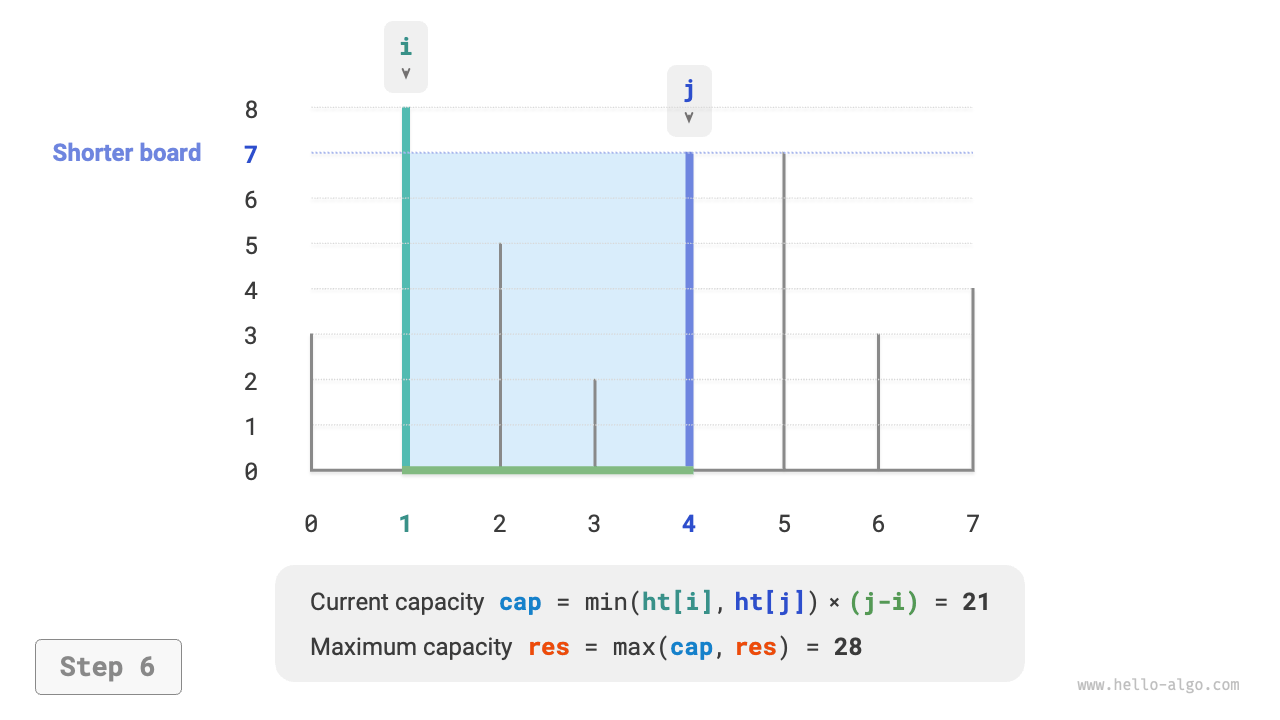 i
j
8
Shorter board 7
6
5
4
3
2
1
0
0 1 2 3 4 5 6 7
Current capacity cap = min(ht[i], ht[j]) × (j-i) = 21
Maximum capacity res = max(cap, res) = 28
Step 6
www.hello-algo.com